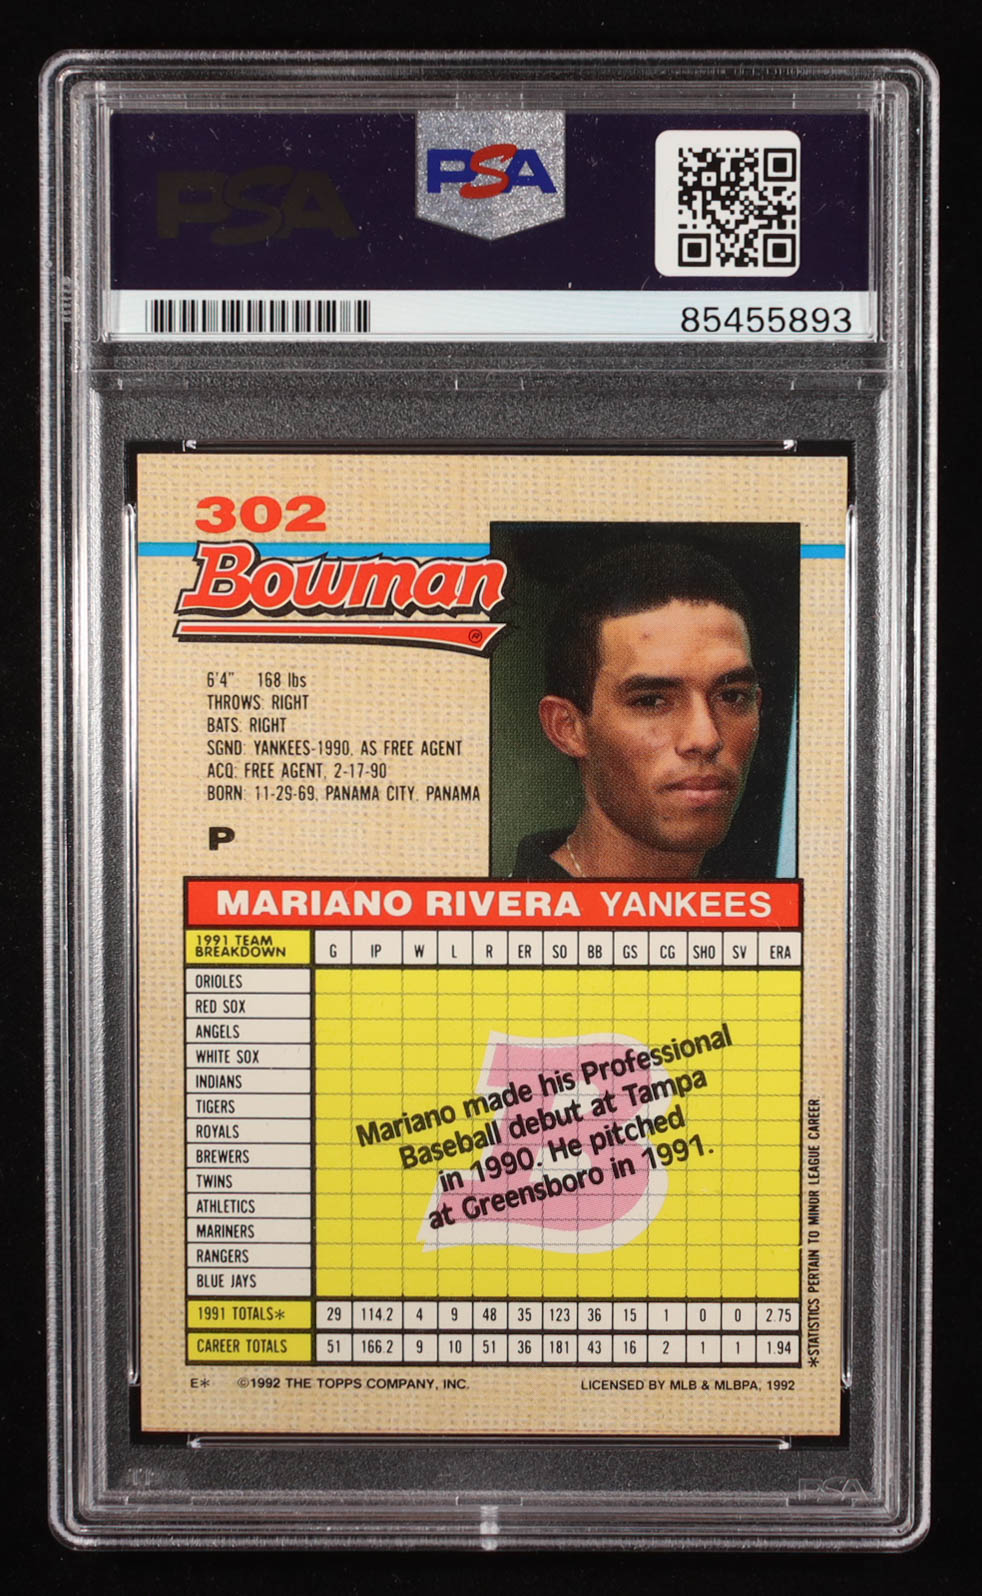 PSA
PSA
85455893
302
Bowman
®
6'4" 168 lbs
THROWS: RIGHT
BATS: RIGHT
SGND: YANKEES-1990, AS FREE AGENT
ACQ: FREE AGENT, 2-17-90
BORN: 11-29-69, PANAMA CITY, PANAMA
P
MARIANO RIVERA YANKEES
1991 TEAM BREAKDOWN G IP W L R ER SO BB GS CG SHO SV ERA
ORIOLES
RED SOX
ANGELS
WHITE SOX
INDIANS
TIGERS
ROYALS
BREWERS
TWINS
ATHLETICS
MARINERS
RANGERS
BLUE JAYS
B
Mariano made his Professional
Baseball debut at Tampa
in 1990. He pitched
at Greensboro in 1991.
1991 TOTALS* 29 114.2 4 9 48 35 123 36 15 1 0 0 2.75
CAREER TOTALS 51 166.2 9 10 51 36 181 43 16 2 1 1 1.94
*STATISTICS PERTAIN TO MINOR LEAGUE CAREER
E* ©1992 THE TOPPS COMPANY, INC. LICENSED BY MLB & MLBPA, 1992
PSA